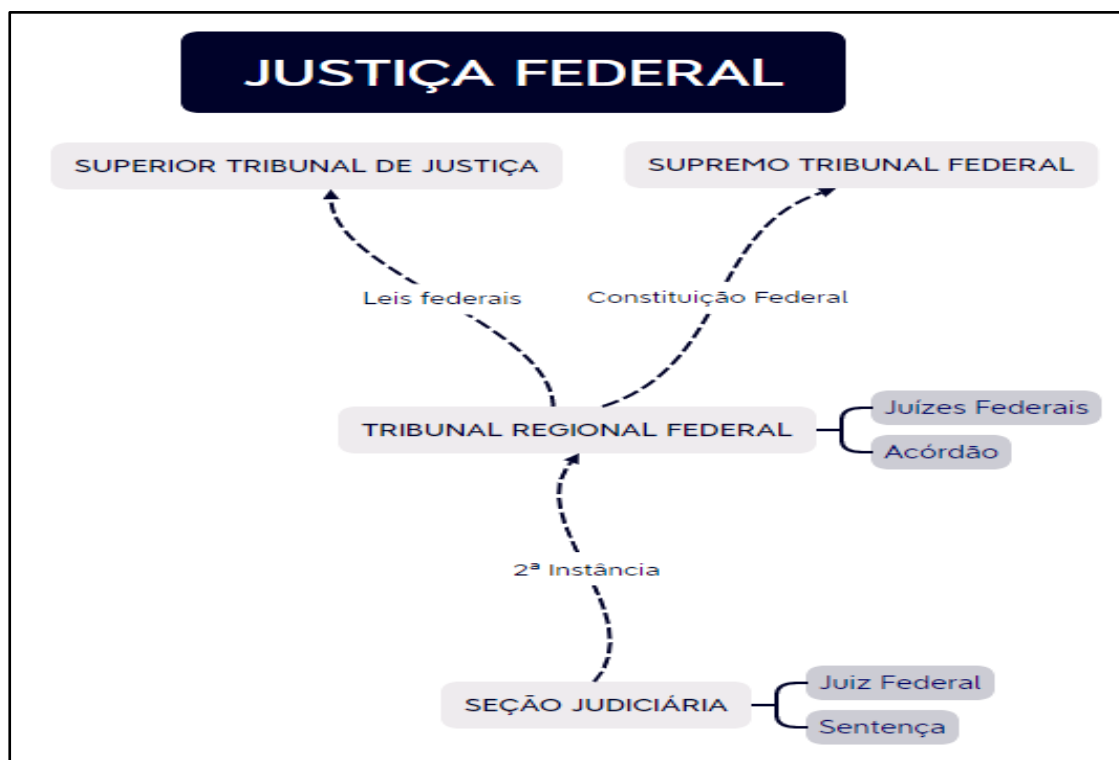 JUSTIÇA FEDERAL
SUPERIOR TRIBUNAL DE JUSTIÇA
SUPREMO TRIBUNAL FEDERAL
Leis federais
Constituição Federal
TRIBUNAL REGIONAL FEDERAL
Juízes Federais
Acórdão
2ª Instância
SEÇÃO JUDICIÁRIA
Juiz Federal
Sentença